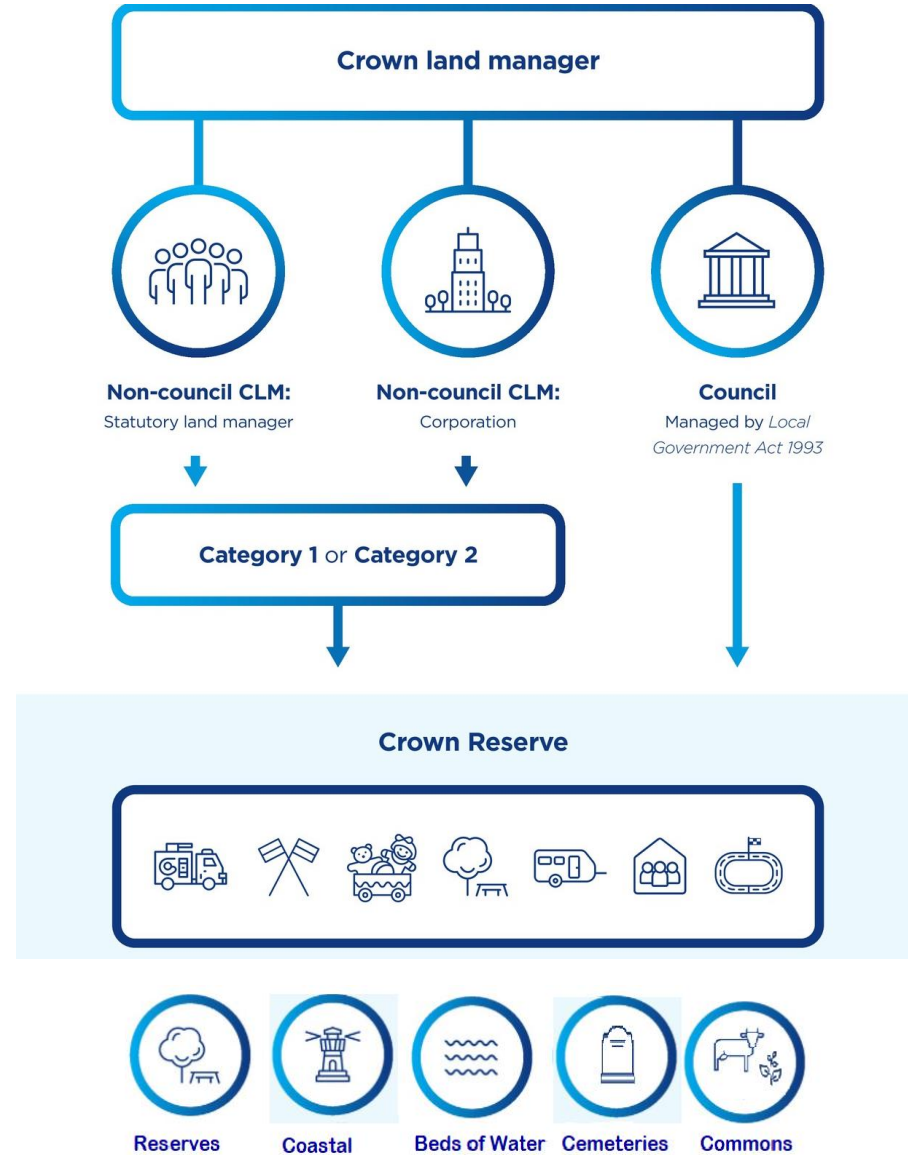 Crown land manager
Non-council CLM:
Statutory land manager
Non-council CLM:
Corporation
Council
Managed by Local
Government Act 1993
Category 1 or Category 2
Crown Reserve
Reserves
Coastal
Beds of Water
Cemeteries
Commons